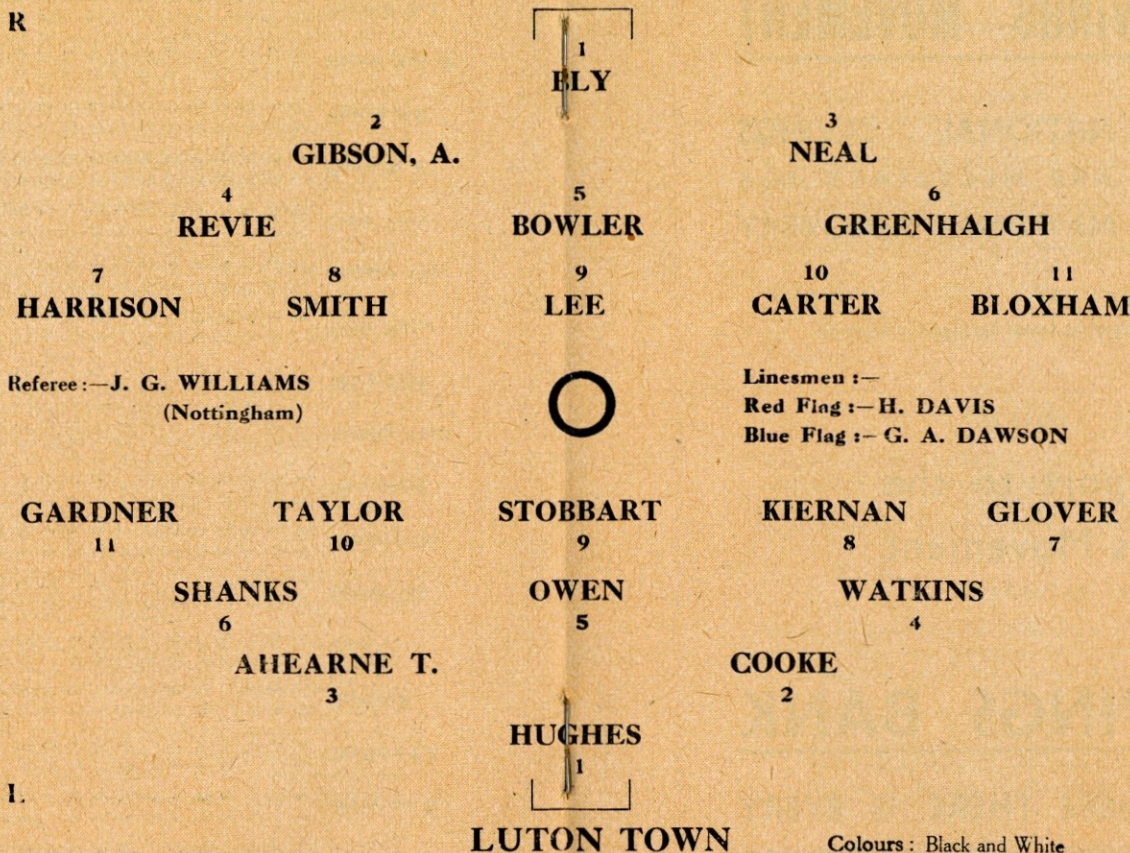 R
1
BLY
2 3
GIBSON, A. NEAL
4 5 6
REVIE BOWLER GREENHALGH
7 8 9 10 11
HARRISON SMITH LEE CARTER BLOXHAM
Referee :—J. G. WILLIAMS
(Nottingham)
Linesmen :—
Red Flag :—H. DAVIS
Blue Flag :— G. A. DAWSON
GARDNER TAYLOR STOBBART KIERNAN GLOVER
11 10 9 8 7
SHANKS OWEN WATKINS
6 5 4
AHEARNE T. COOKE
3 2
HUGHES
1
L.
LUTON TOWN Colours : Black and White